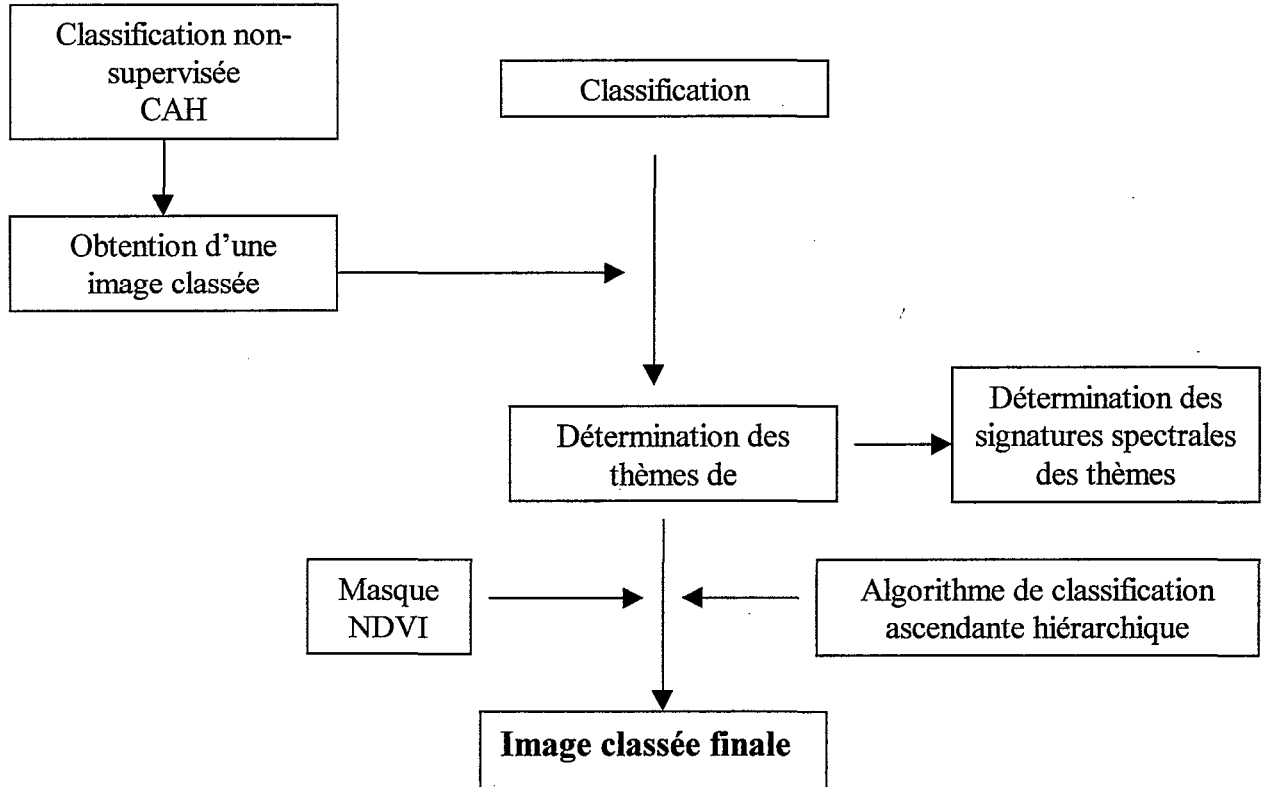 Classification non-
supervisée
CAH
Classification
Obtention d'une
image classée
Détermination des
thèmes de
Détermination des
signatures spectrales
des thèmes
Masque
NDVI
Algorithme de classification
ascendante hiérarchique
Image classée finale